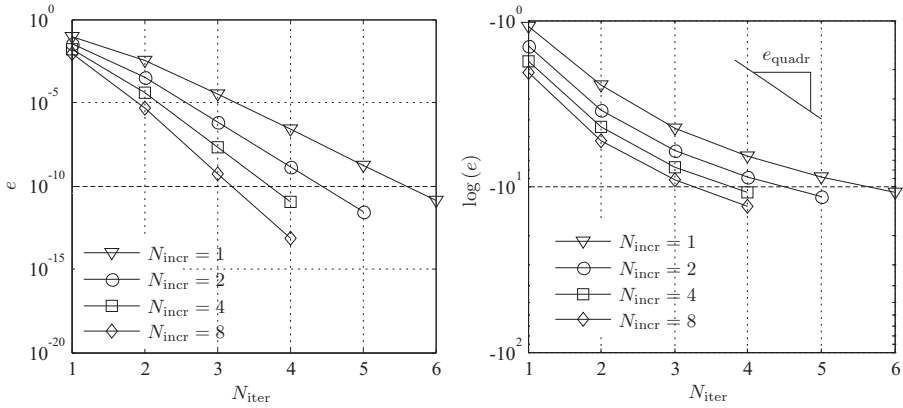 10^0
10^-5
10^-10
10^-15
10^-20
e
N_incr = 1
N_incr = 2
N_incr = 4
N_incr = 8
1 2 3 4 5 6
N_iter
-10^0
-10^1
-10^2
log (e)
e_quadr
N_incr = 1
N_incr = 2
N_incr = 4
N_incr = 8
1 2 3 4 5 6
N_iter